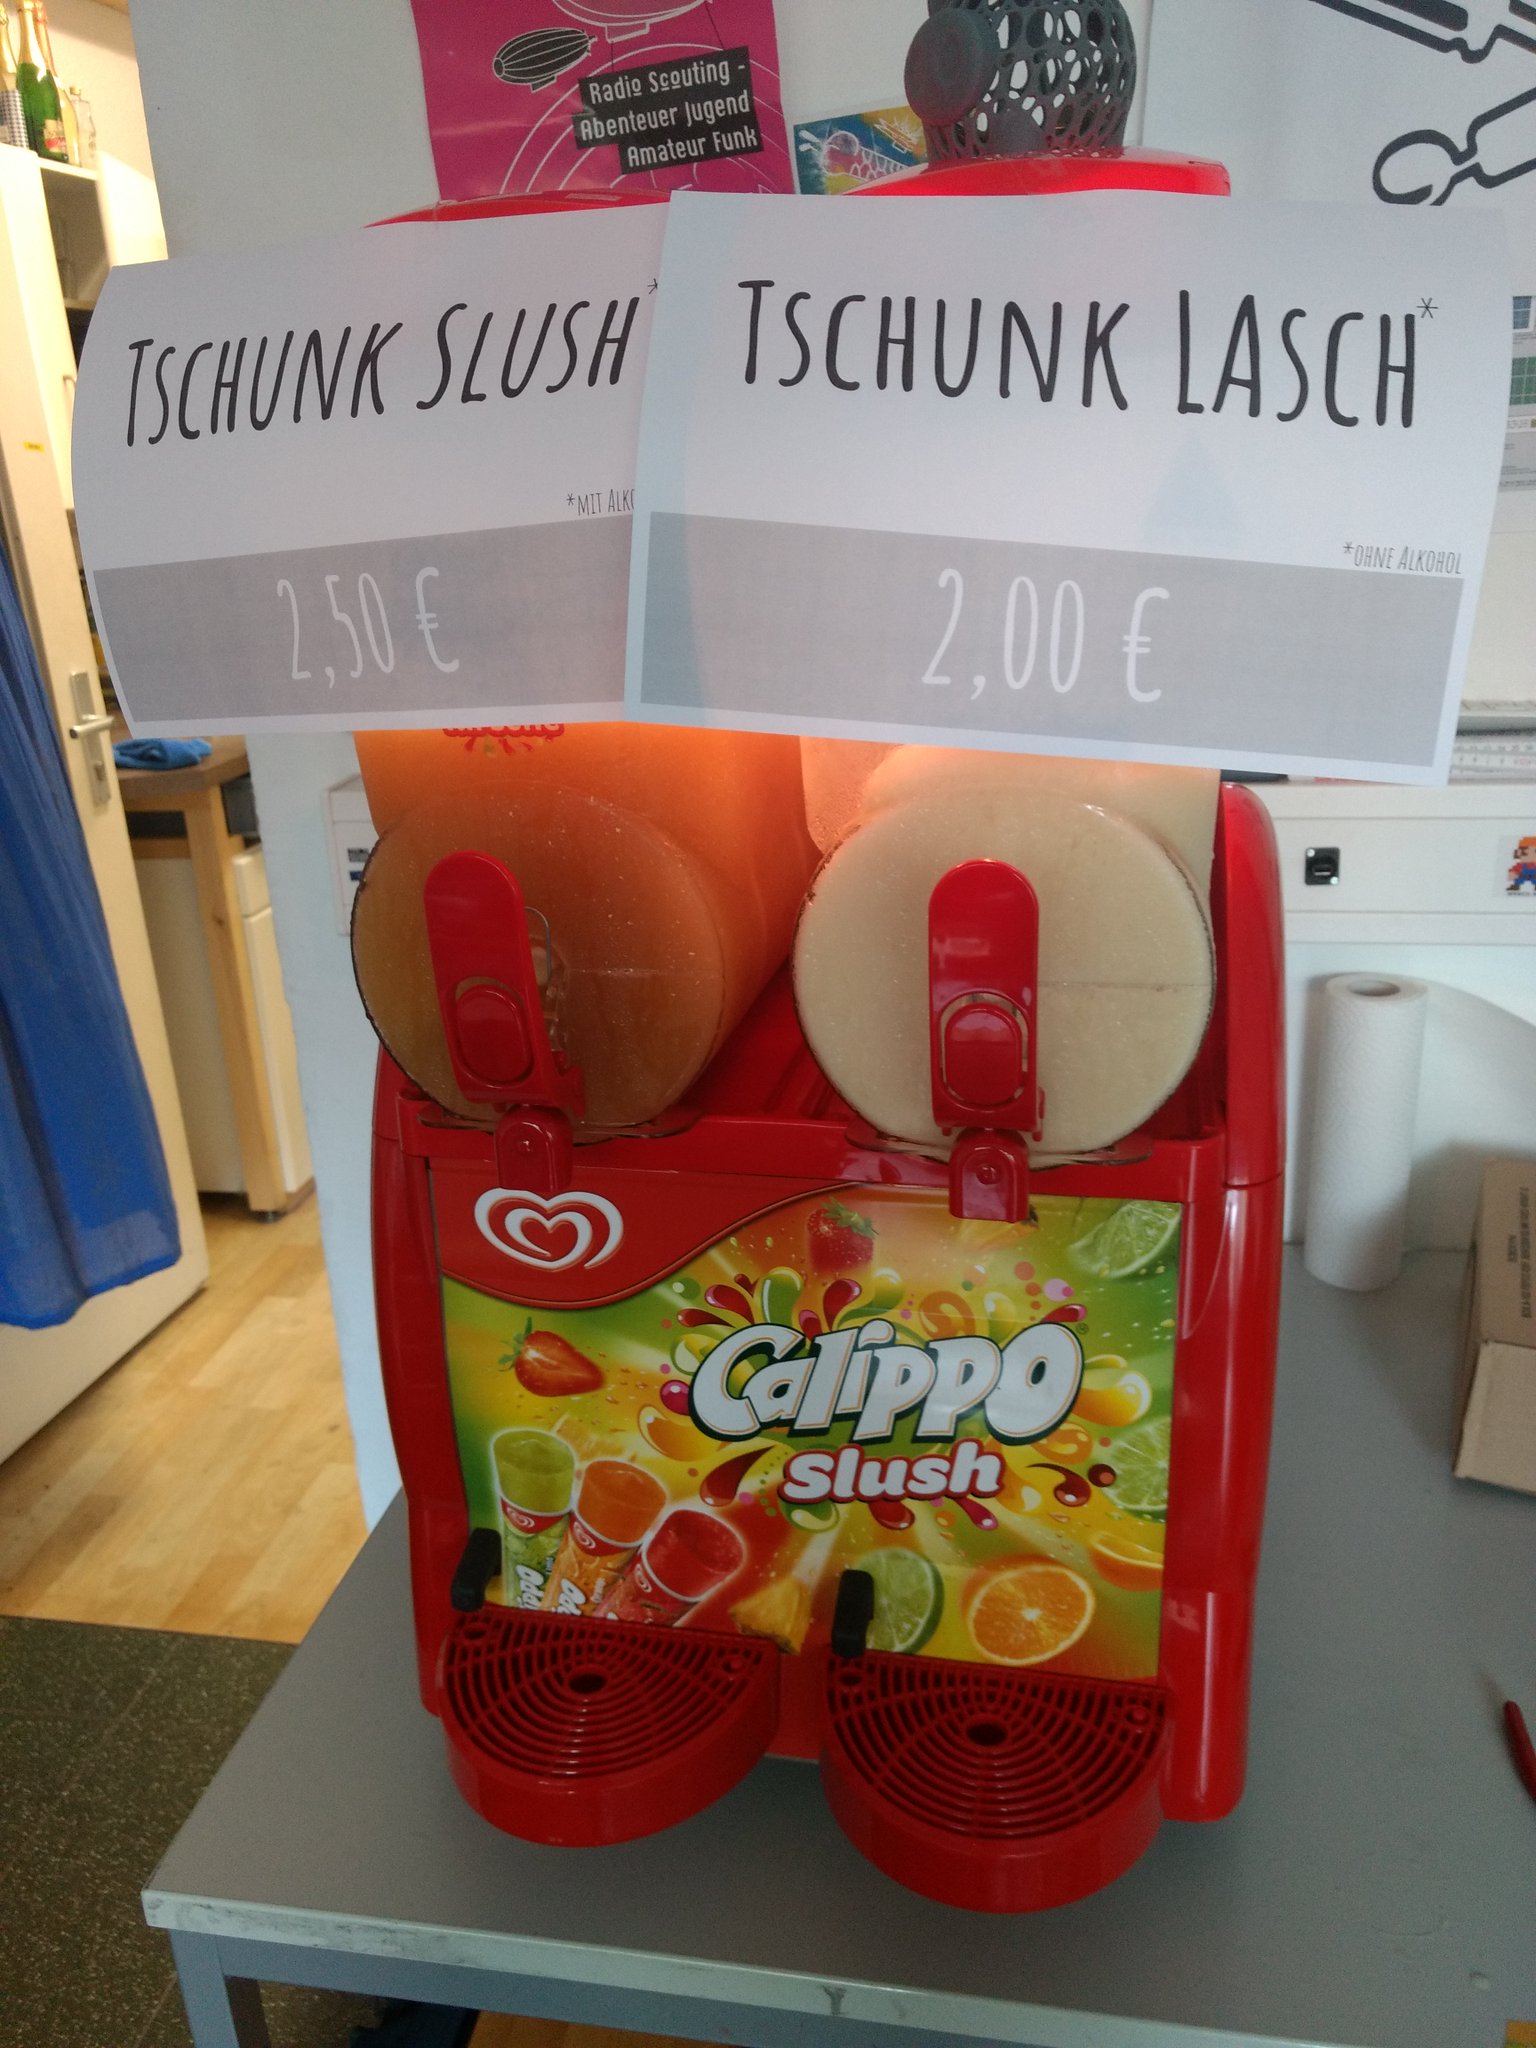 Radio Scouting -
Abenteuer Jugend
Amateur Funk
TSCHUNK SLUSH*
*MIT ALKO
2,50 €
TSCHUNK LASCH*
*OHNE ALKOHOL
2,00 €
Calippo
Slush